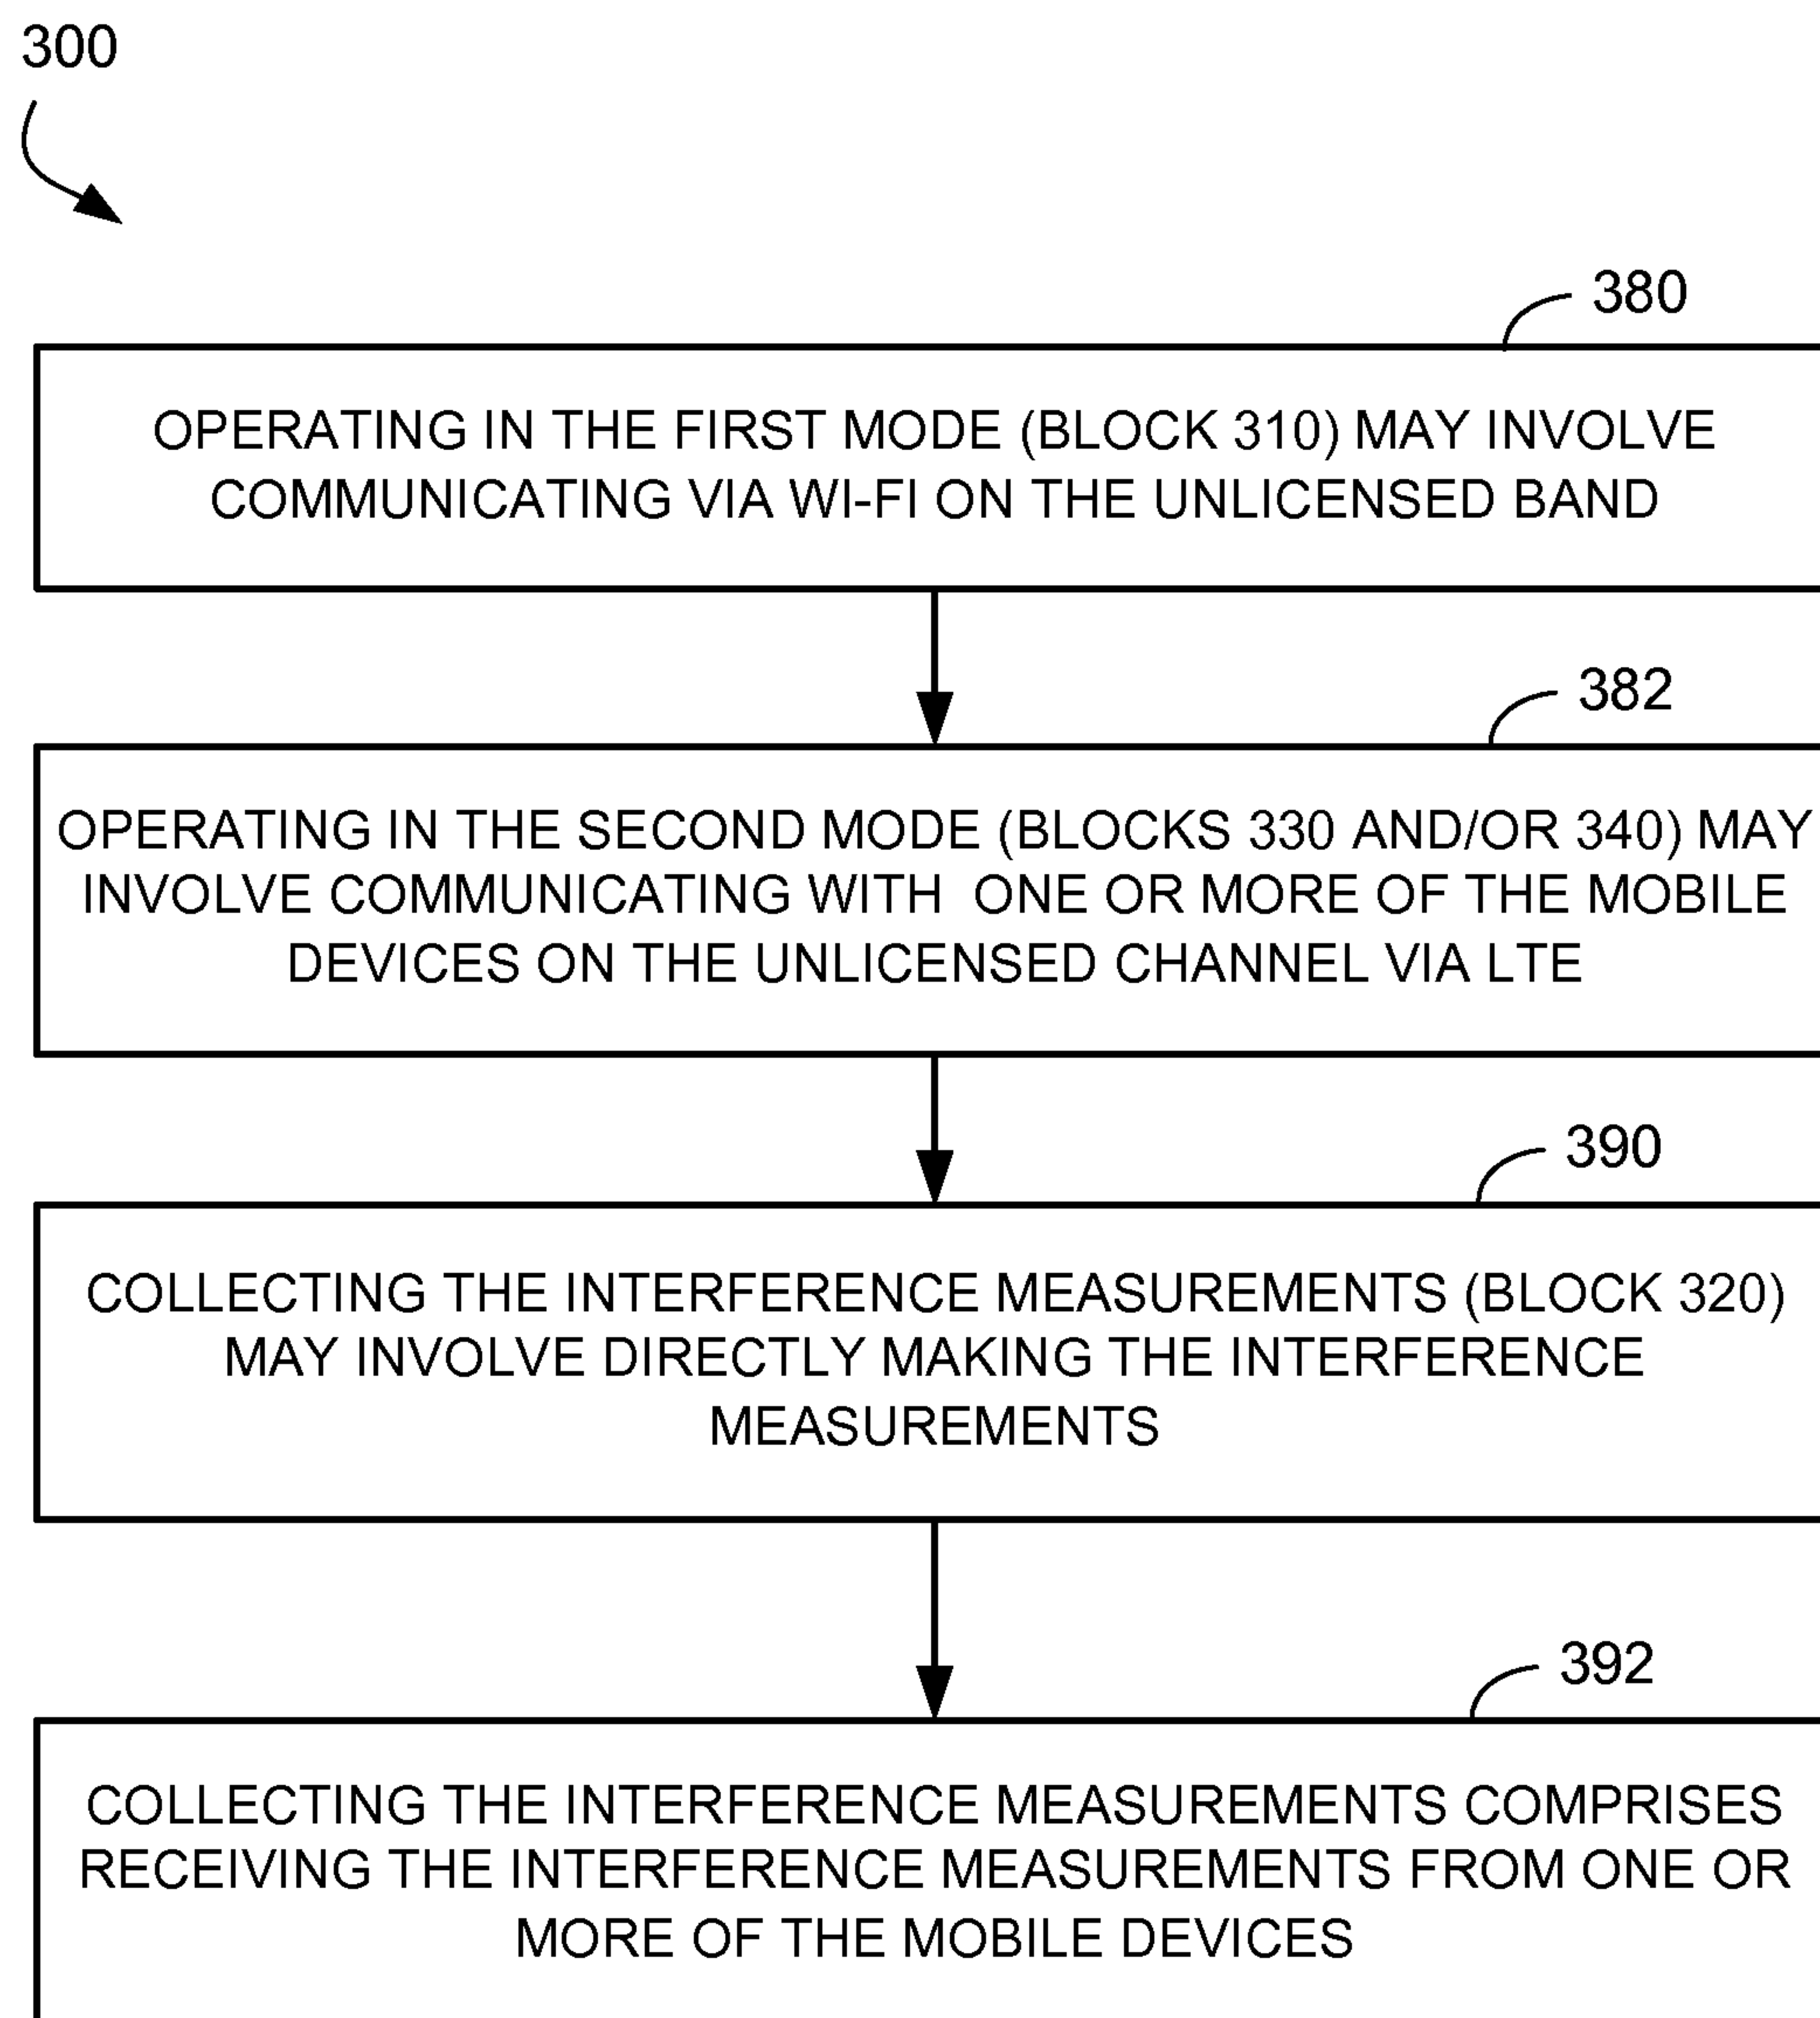 300
380
OPERATING IN THE FIRST MODE (BLOCK 310) MAY INVOLVE
COMMUNICATING VIA WI-FI ON THE UNLICENSED BAND
382
OPERATING IN THE SECOND MODE (BLOCKS 330 AND/OR 340) MAY
INVOLVE COMMUNICATING WITH ONE OR MORE OF THE MOBILE
DEVICES ON THE UNLICENSED CHANNEL VIA LTE
390
COLLECTING THE INTERFERENCE MEASUREMENTS (BLOCK 320)
MAY INVOLVE DIRECTLY MAKING THE INTERFERENCE
MEASUREMENTS
392
COLLECTING THE INTERFERENCE MEASUREMENTS COMPRISES
RECEIVING THE INTERFERENCE MEASUREMENTS FROM ONE OR
MORE OF THE MOBILE DEVICES